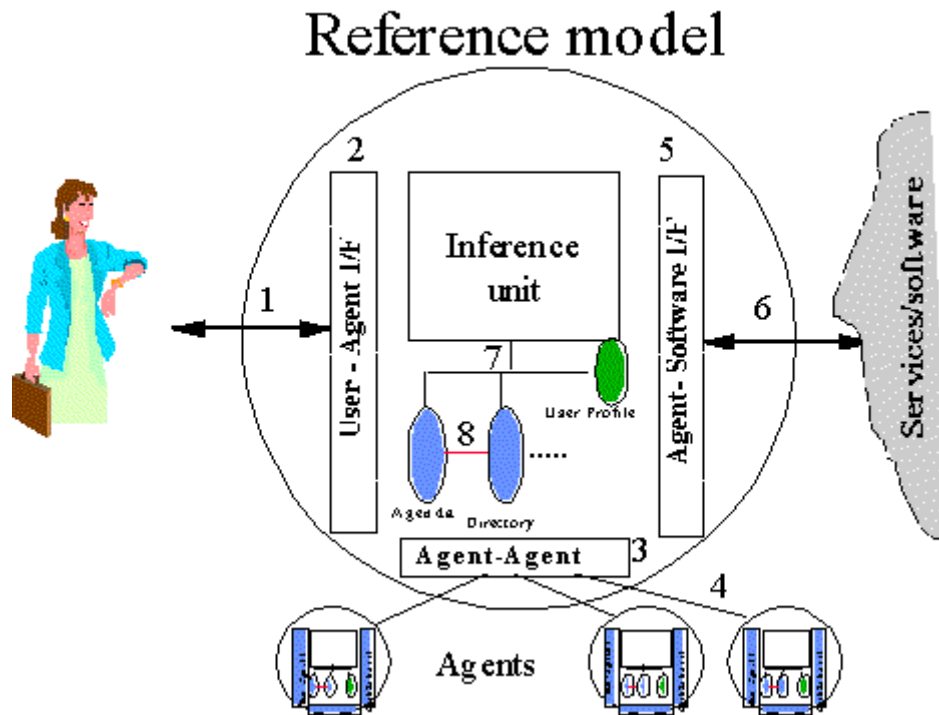 Reference model
2
5
User - Agent I/F
Inference
unit
Agent- Software I/F
Services/software
1
6
7
User Profile
8
.....
Agenda
Directory
Agent-Agent
3
4
Agents